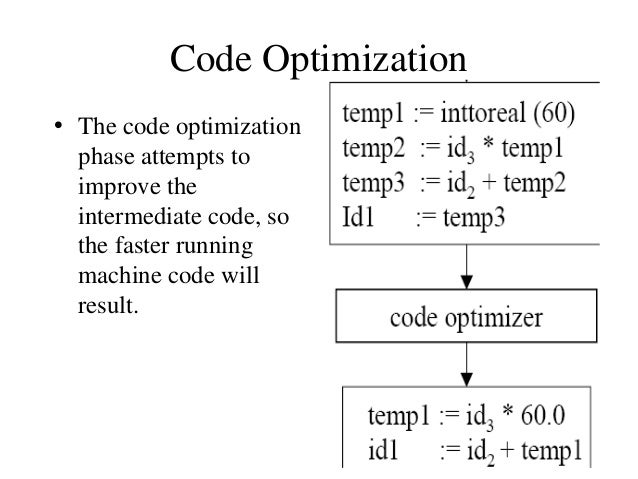 Code Optimization
• The code optimization
phase attempts to
improve the
intermediate code, so
the faster running
machine code will
result.
temp1 := inttoreal (60)
temp2 := id₃ * temp1
temp3 := id₂ + temp2
Id1 := temp3
code optimizer
temp1 := id₃ * 60.0
id1 := id₂ + temp1